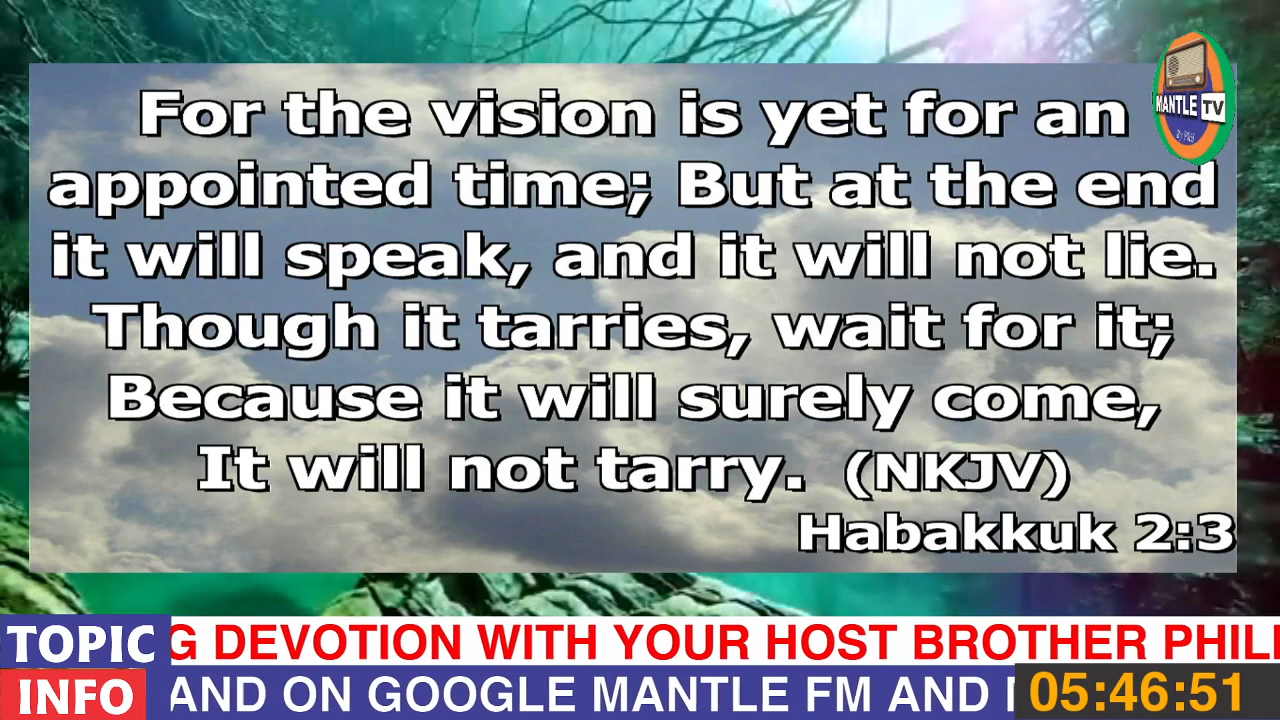 For the vision is yet for an
appointed time; But at the end
it will speak, and it will not lie.
Though it tarries, wait for it;
Because it will surely come,
It will not tarry. (NKJV)
Habakkuk 2:3
MANTLE TV
TOPIC
G DEVOTION WITH YOUR HOST BROTHER PHIL
INFO
AND ON GOOGLE MANTLE FM AND
05:46:51